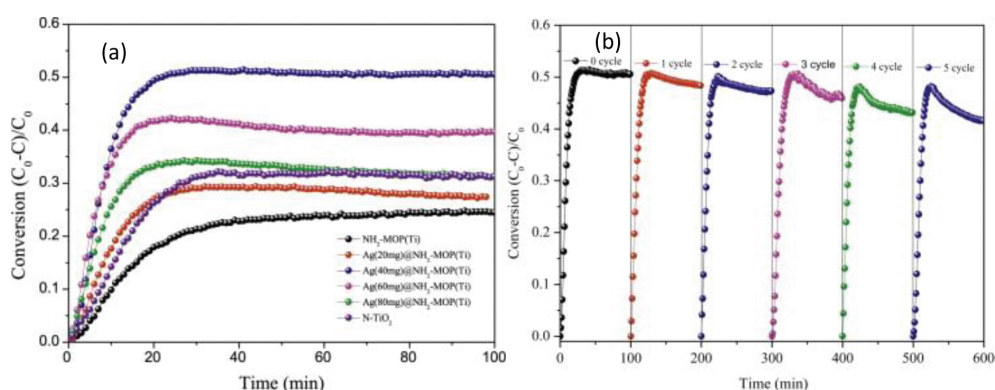 (a)
Conversion (C₀-C)/C₀
0.6
0.5
0.4
0.3
0.2
0.1
0.0
NH₂-MOP(Ti)
Ag(20mg)@NH₂-MOP(Ti)
Ag(40mg)@NH₂-MOP(Ti)
Ag(60mg)@NH₂-MOP(Ti)
Ag(80mg)@NH₂-MOP(Ti)
N-TiO₂
0 20 40 60 80 100
Time (min)
(b)
Conversion (C₀-C)/C₀
0.6
0.5
0.4
0.3
0.2
0.1
0.0
0 cycle 1 cycle 2 cycle 3 cycle 4 cycle 5 cycle
0 100 200 300 400 500 600
Time (min)